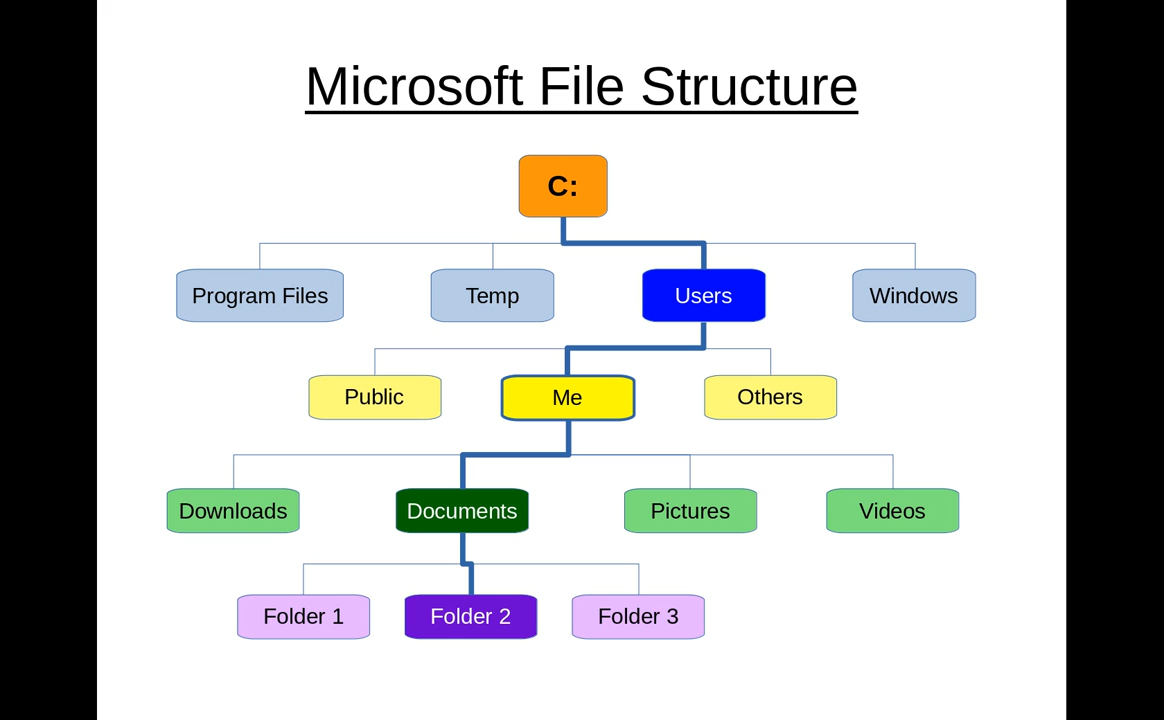 Microsoft File Structure
C:
Program Files
Temp
Users
Windows
Public
Me
Others
Downloads
Documents
Pictures
Videos
Folder 1
Folder 2
Folder 3